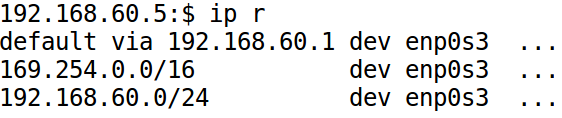 192.168.60.5:$ ip r
default via 192.168.60.1 dev enp0s3  ...
169.254.0.0/16           dev enp0s3  ...
192.168.60.0/24          dev enp0s3  ...